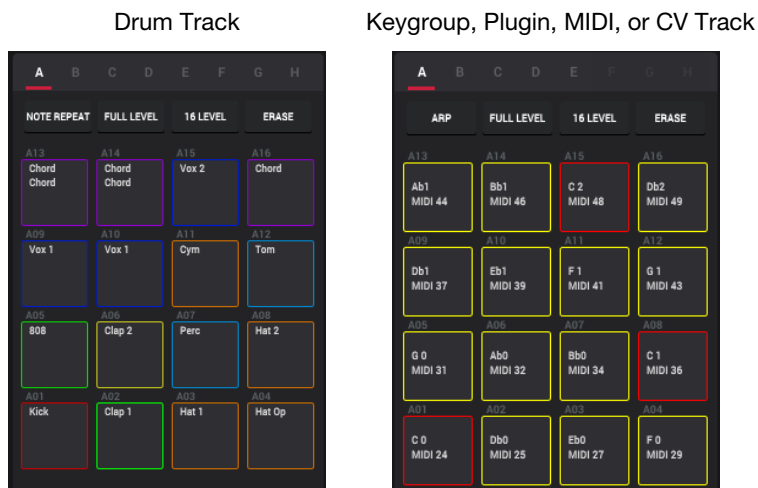 Drum Track
Keygroup, Plugin, MIDI, or CV Track
A B C D E F G H
NOTE REPEAT FULL LEVEL 16 LEVEL ERASE
A13 A14 A15 A16
Chord Chord Vox 2 Chord
Chord Chord
A09 A10 A11 A12
Vox 1 Vox 1 Cym Tom
A05 A06 A07 A08
808 Clap 2 Perc Hat 2
A01 A02 A03 A04
Kick Clap 1 Hat 1 Hat Op
A B C D E F G H
ARP FULL LEVEL 16 LEVEL ERASE
A13 A14 A15 A16
Ab1 Bb1 C 2 Db2
MIDI 44 MIDI 46 MIDI 48 MIDI 49
A09 A10 A11 A12
Db1 Eb1 F 1 G 1
MIDI 37 MIDI 39 MIDI 41 MIDI 43
A05 A06 A07 A08
G 0 Ab0 Bb0 C 1
MIDI 31 MIDI 32 MIDI 34 MIDI 36
A01 A02 A03 A04
C 0 Db0 Eb0 F 0
MIDI 24 MIDI 25 MIDI 27 MIDI 29